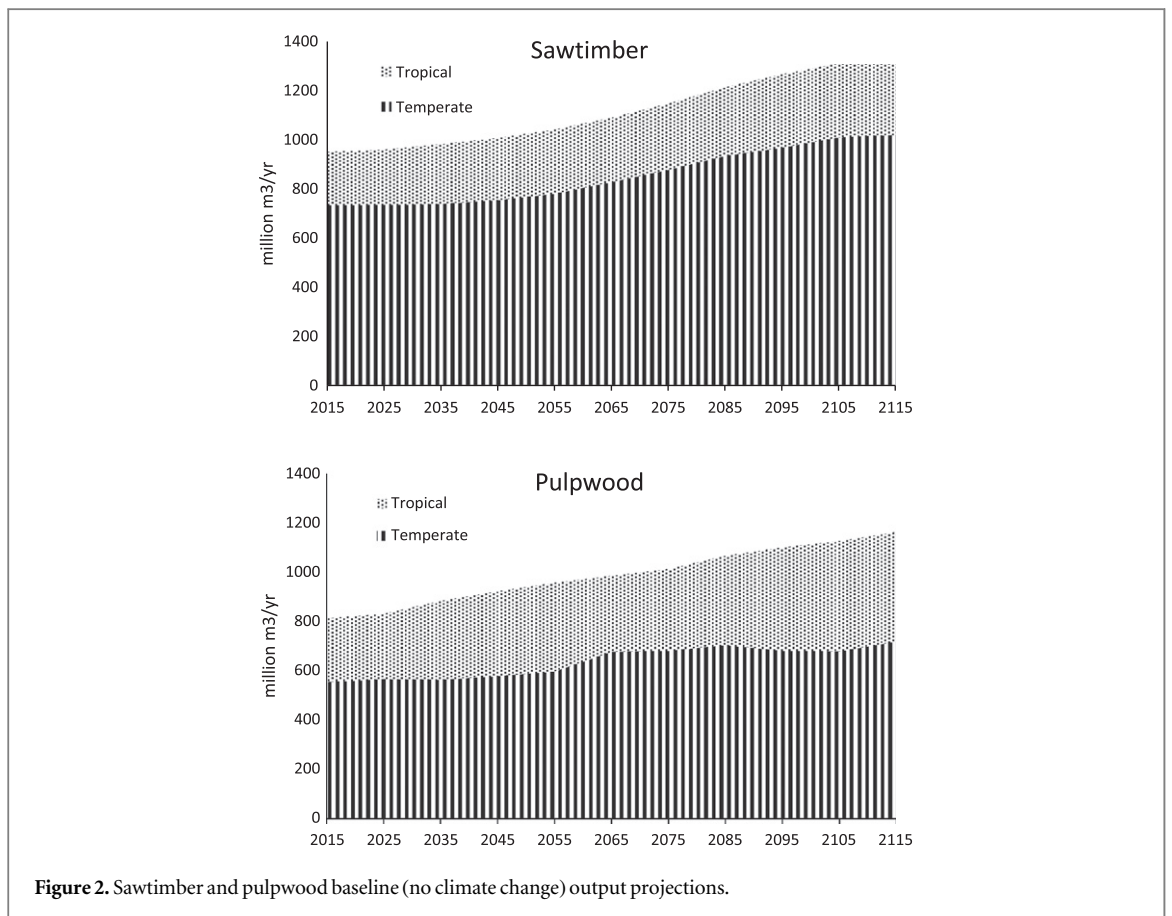 Sawtimber
Tropical
Temperate
million m3/yr
1400
1200
1000
800
600
400
200
0
2015 2025 2035 2045 2055 2065 2075 2085 2095 2105 2115
Pulpwood
Tropical
Temperate
million m3/yr
1400
1200
1000
800
600
400
200
0
2015 2025 2035 2045 2055 2065 2075 2085 2095 2105 2115
Figure 2. Sawtimber and pulpwood baseline (no climate change) output projections.